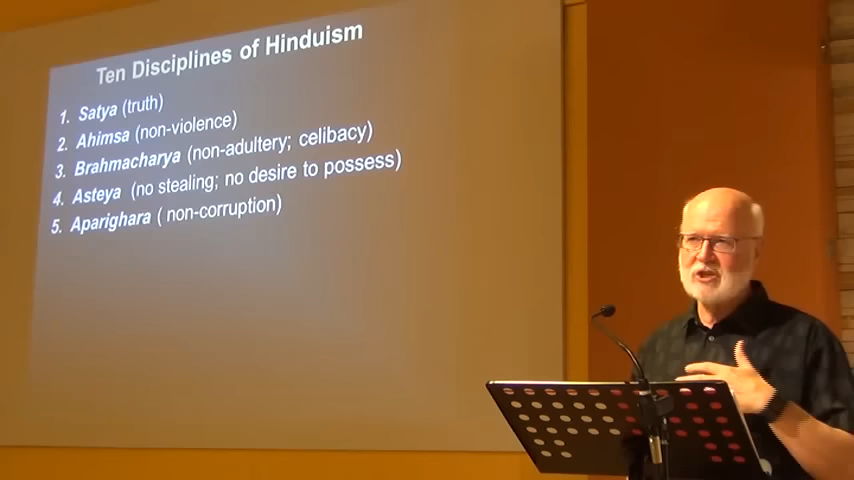 Ten Disciplines of Hinduism
1. Satya (truth)
2. Ahimsa (non-violence)
3. Brahmacharya (non-adultery; celibacy)
4. Asteya (no stealing; no desire to possess)
5. Aparighara ( non-corruption)